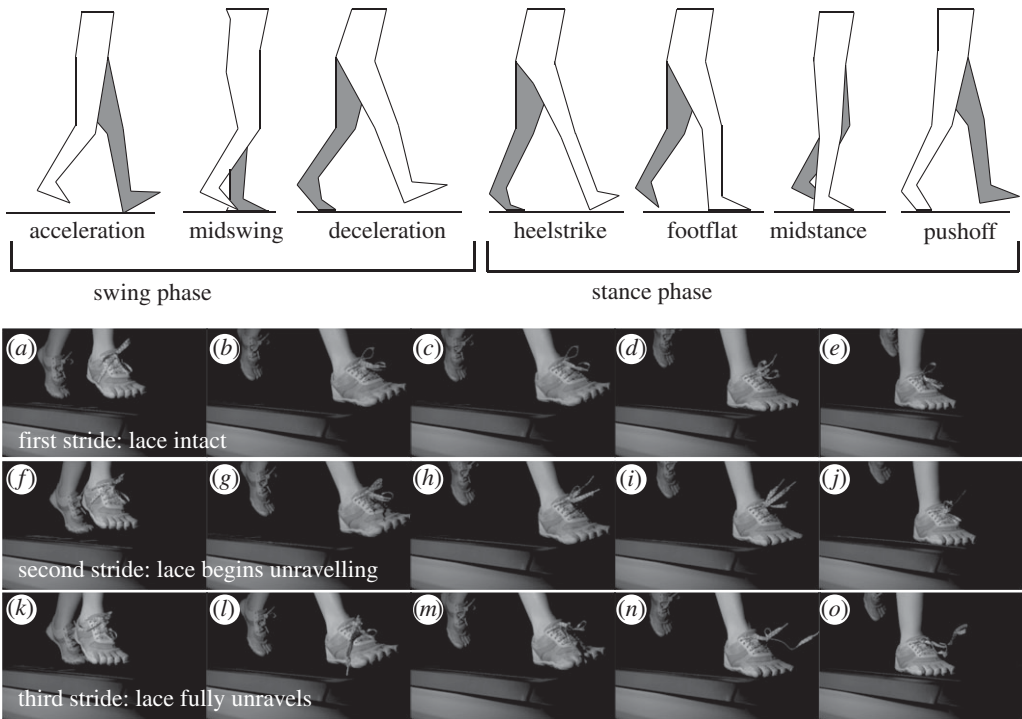 acceleration midswing deceleration heelstrike footflat midstance pushoff
swing phase stance phase
(a) (b) (c) (d) (e)
first stride: lace intact
(f) (g) (h) (i) (j)
second stride: lace begins unravelling
(k) (l) (m) (n) (o)
third stride: lace fully unravels